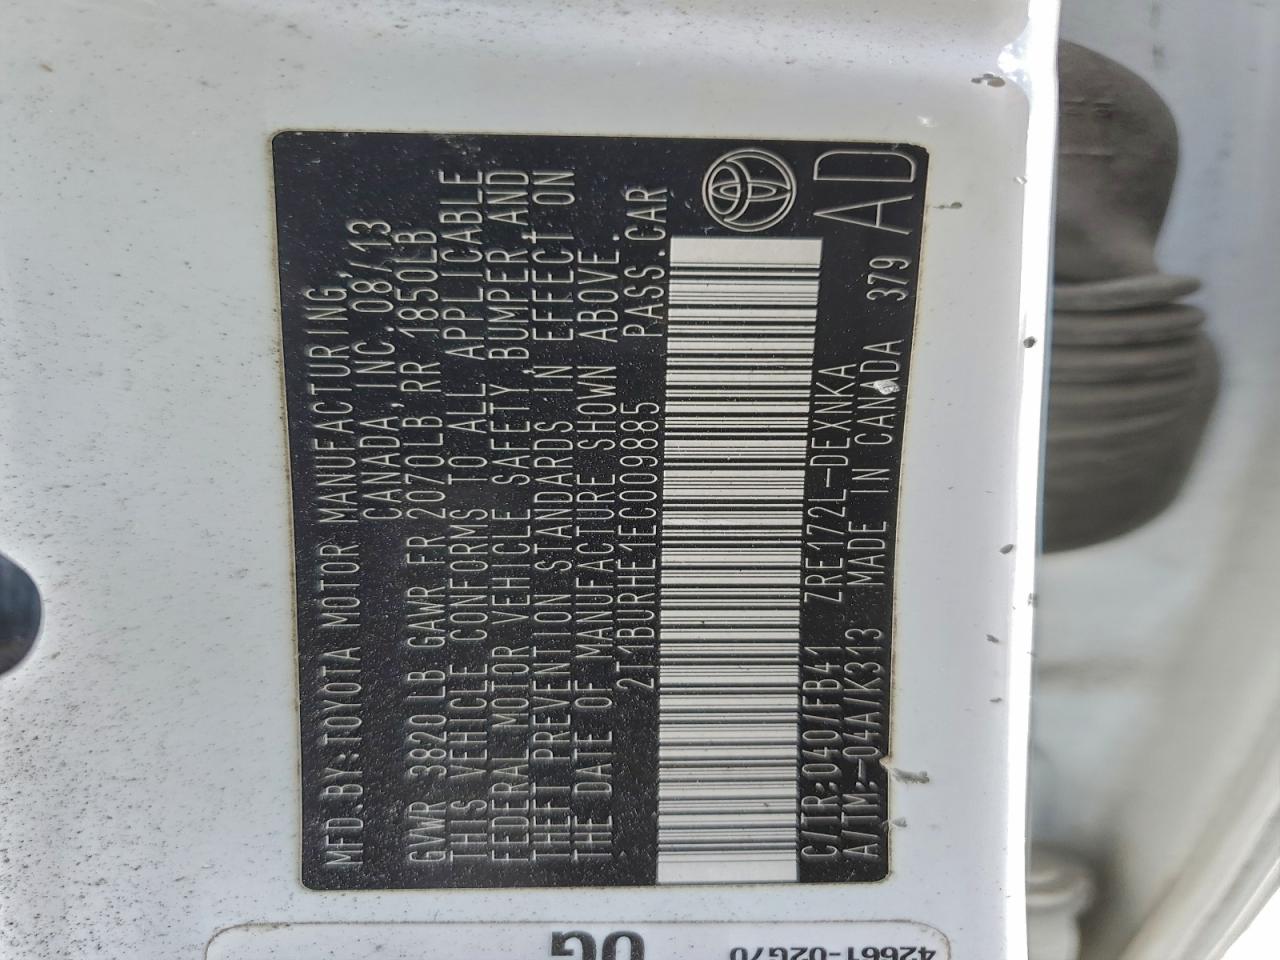 MFD.BY:TOYOTA MOTOR MANUFACTURING,
CANADA, INC. 08/13
GVWR 3820LB GAWR FR 2070LB RR 1850LB
THIS VEHICLE CONFORMS TO ALL APPLICABLE
FEDERAL MOTOR VEHICLE SAFETY, BUMPER, AND
THEFT PREVENTION STANDARDS IN EFFECT ON
THE DATE OF MANUFACTURE SHOWN ABOVE.
2T1BURHE1EC009885 PASS.CAR
C/TR:040/FB41 ZRE172L-DEXNKA
A/TM:-04A/K313 MADE IN CANADA 379 AD
42661-02G70
0G